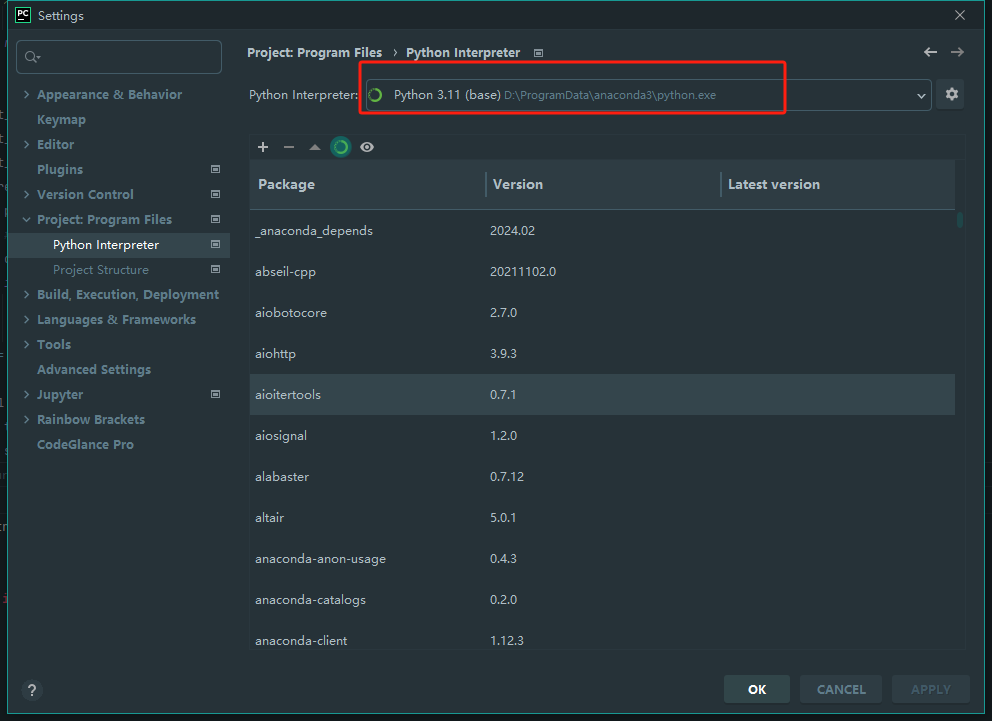 PC Settings
Project: Program Files › Python Interpreter
Python Interpreter: Python 3.11 (base) D:\ProgramData\anaconda3\python.exe
Appearance & Behavior
Keymap
Editor
Plugins
Version Control
Project: Program Files
Python Interpreter
Project Structure
Build, Execution, Deployment
Languages & Frameworks
Tools
Advanced Settings
Jupyter
Rainbow Brackets
CodeGlance Pro
Package Version Latest version
_anaconda_depends 2024.02
abseil-cpp 20211102.0
aiobotocore 2.7.0
aiohttp 3.9.3
aioitertools 0.7.1
aiosignal 1.2.0
alabaster 0.7.12
altair 5.0.1
anaconda-anon-usage 0.4.3
anaconda-catalogs 0.2.0
anaconda-client 1.12.3
?
OK CANCEL APPLY